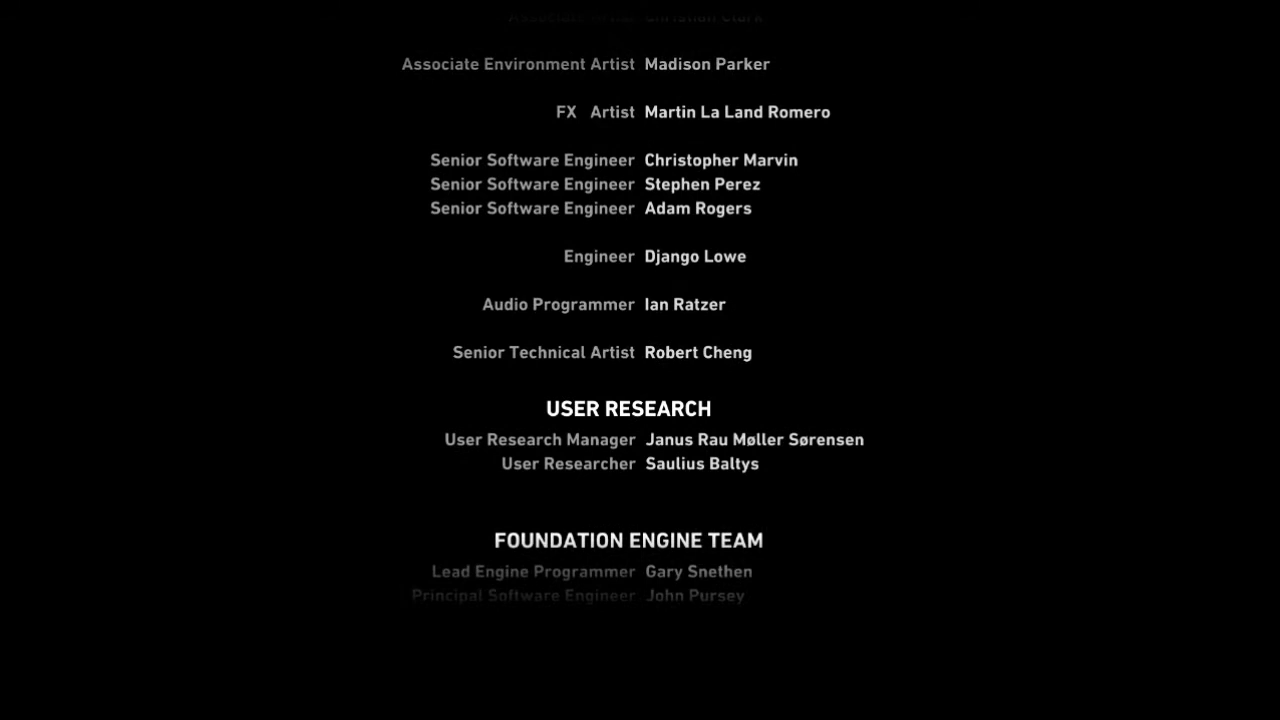 Christian Clark
Associate Environment Artist Madison Parker
FX Artist Martin La Land Romero
Senior Software Engineer Christopher Marvin
Senior Software Engineer Stephen Perez
Senior Software Engineer Adam Rogers
Engineer Django Lowe
Audio Programmer Ian Ratzer
Senior Technical Artist Robert Cheng
USER RESEARCH
User Research Manager Janus Rau Møller Sørensen
User Researcher Saulius Baltys
FOUNDATION ENGINE TEAM
Lead Engine Programmer Gary Snethen
Principal Software Engineer John Pursey